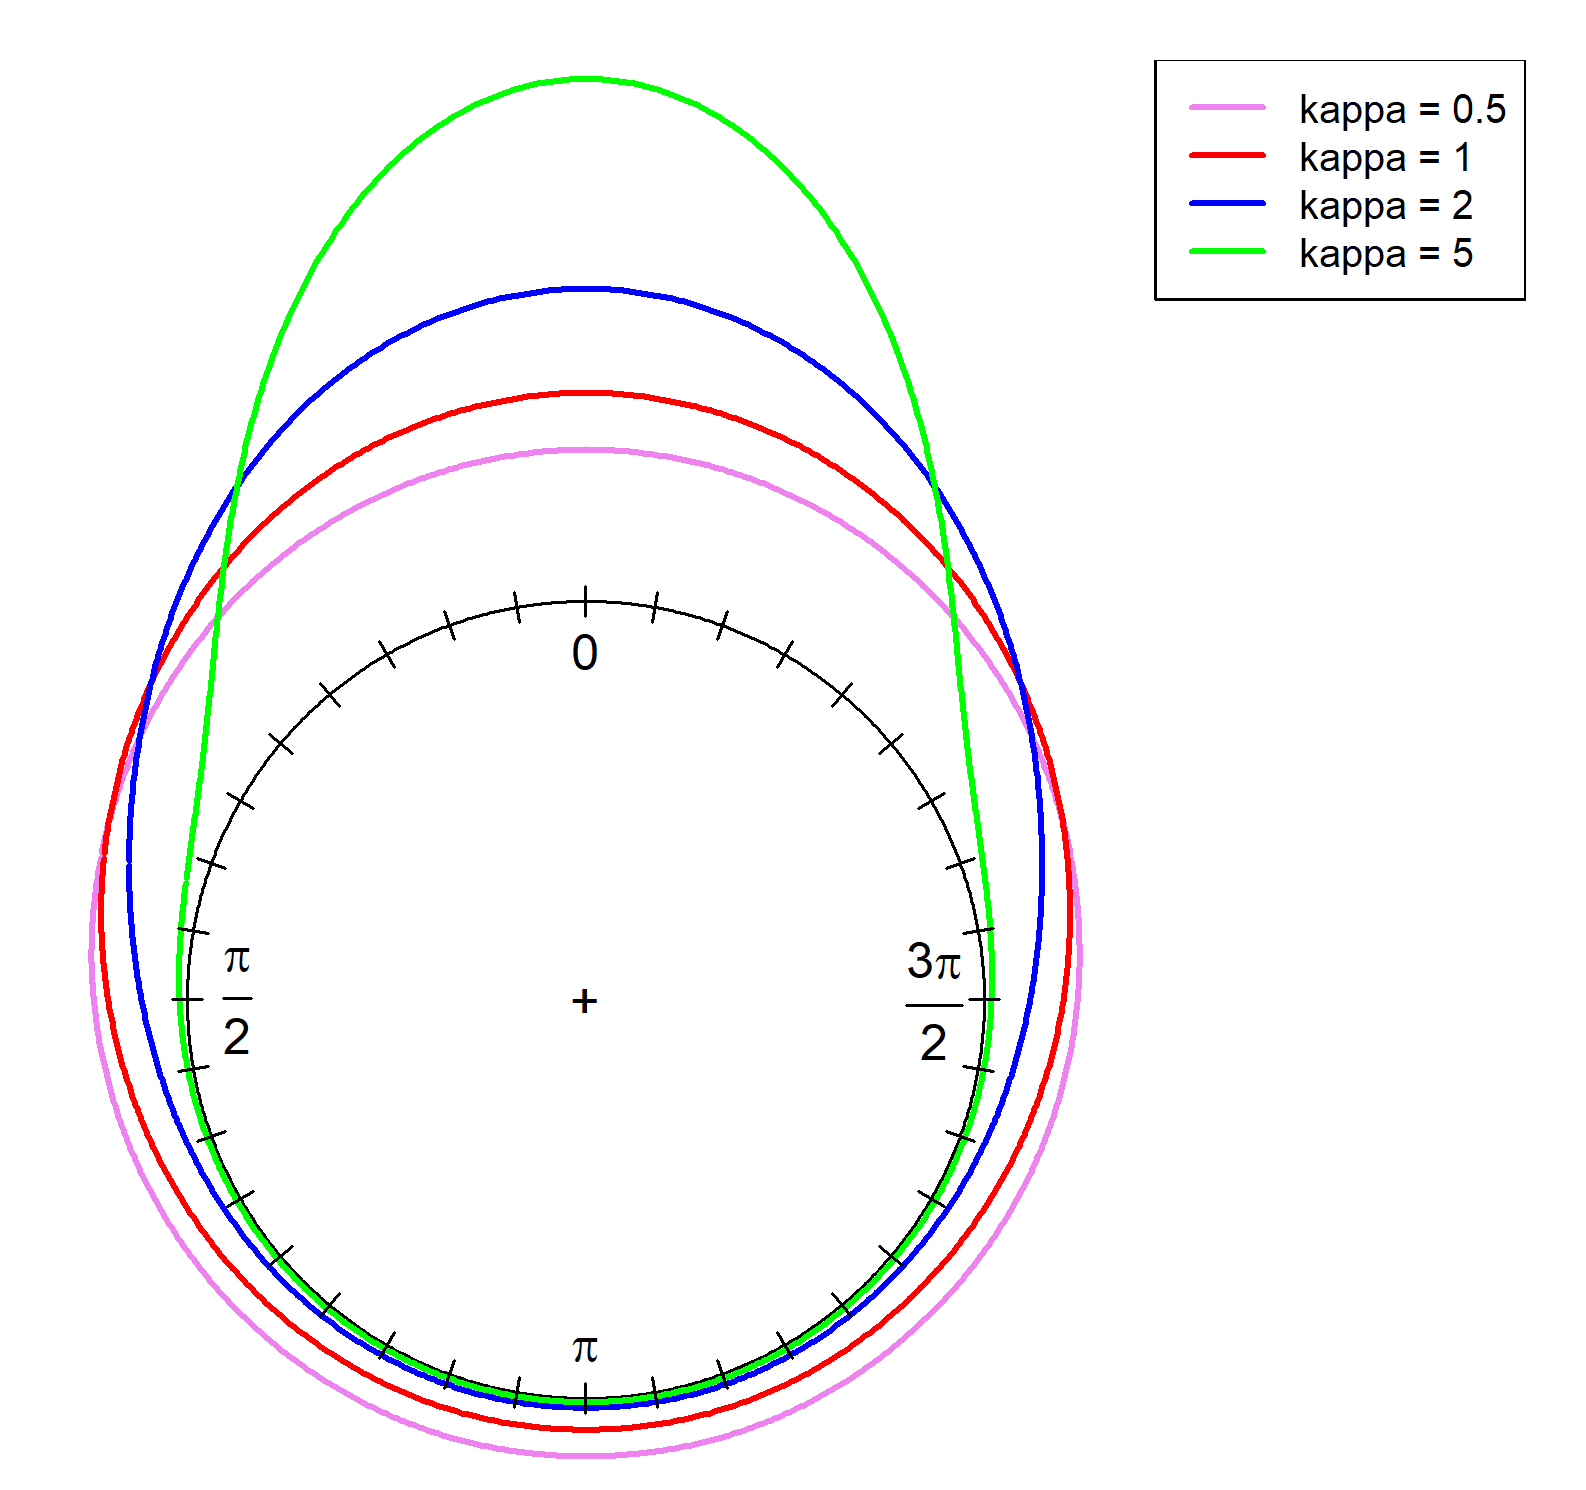 kappa = 0.5
kappa = 1
kappa = 2
kappa = 5
0
π
2
3π
2
+
π